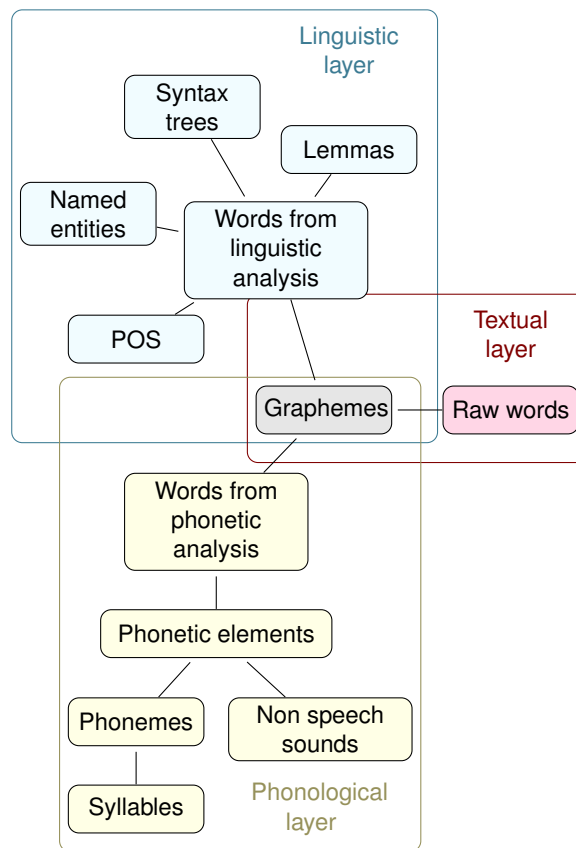 Linguistic
layer
Syntax
trees
Lemmas
Named
entities
Words from
linguistic
analysis
POS
Textual
layer
Graphemes
Raw words
Words from
phonetic
analysis
Phonetic elements
Phonemes
Non speech
sounds
Syllables
Phonological
layer